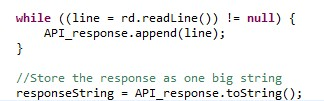 while ((line = rd.readLine()) != null) {
    API_response.append(line);
}
//Store the response as one big string
responseString = API_response.toString();